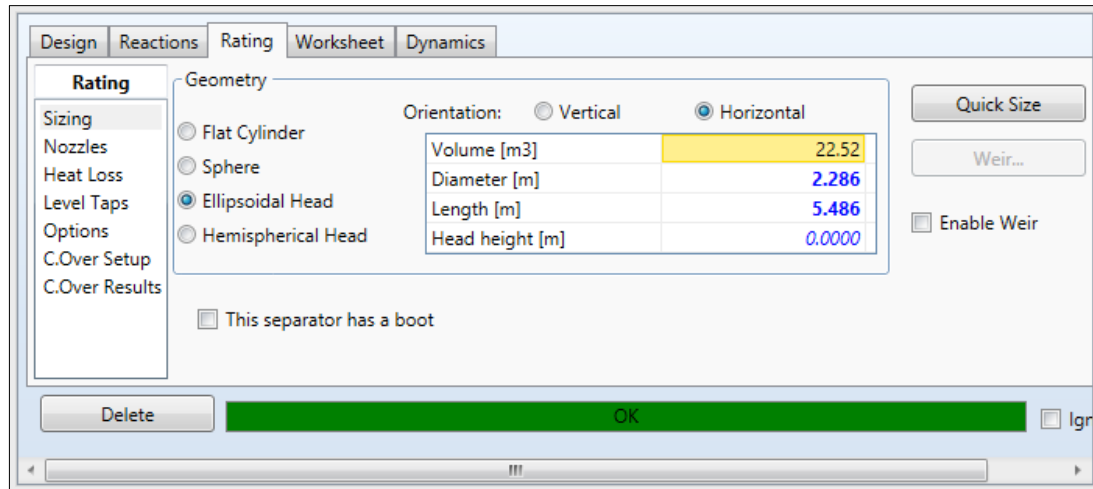 Design Reactions Rating Worksheet Dynamics
Rating
Sizing
Nozzles
Heat Loss
Level Taps
Options
C.Over Setup
C.Over Results
Geometry
Flat Cylinder
Sphere
Ellipsoidal Head
Hemispherical Head
Orientation: Vertical Horizontal
Volume [m3] 22.52
Diameter [m] 2.286
Length [m] 5.486
Head height [m] 0.0000
Quick Size
Weir...
Enable Weir
This separator has a boot
Delete OK Ign